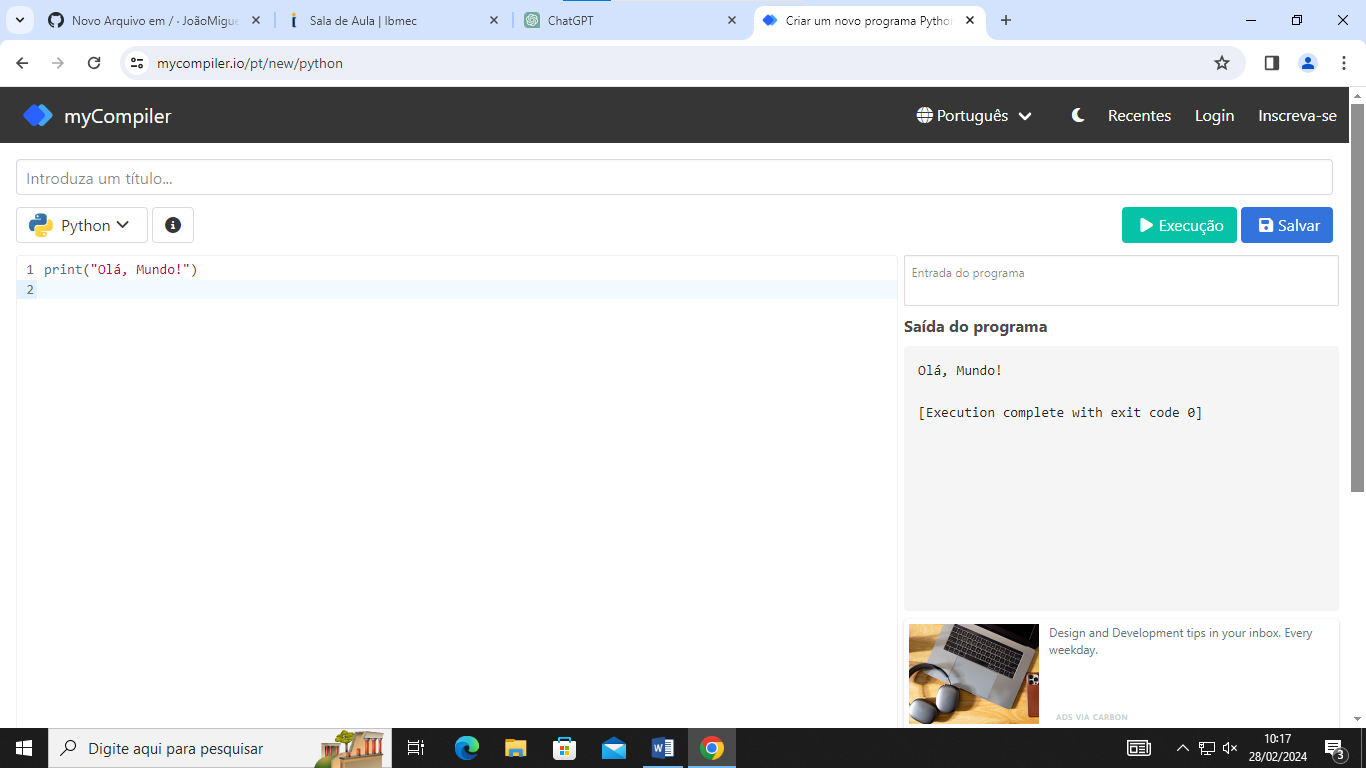 Novo Arquivo em / · JoãoMigue
Sala de Aula | Ibmec
ChatGPT
Criar um novo programa Python
mycompiler.io/pt/new/python
myCompiler
Português
Recentes
Login
Inscreva-se
Introduza um título...
Python
Execução
Salvar
1 print("Olá, Mundo!")
2
Entrada do programa
Saída do programa
Olá, Mundo!
[Execution complete with exit code 0]
Design and Development tips in your inbox. Every
weekday.
ADS VIA CARBON
Digite aqui para pesquisar
10:17
28/02/2024
3